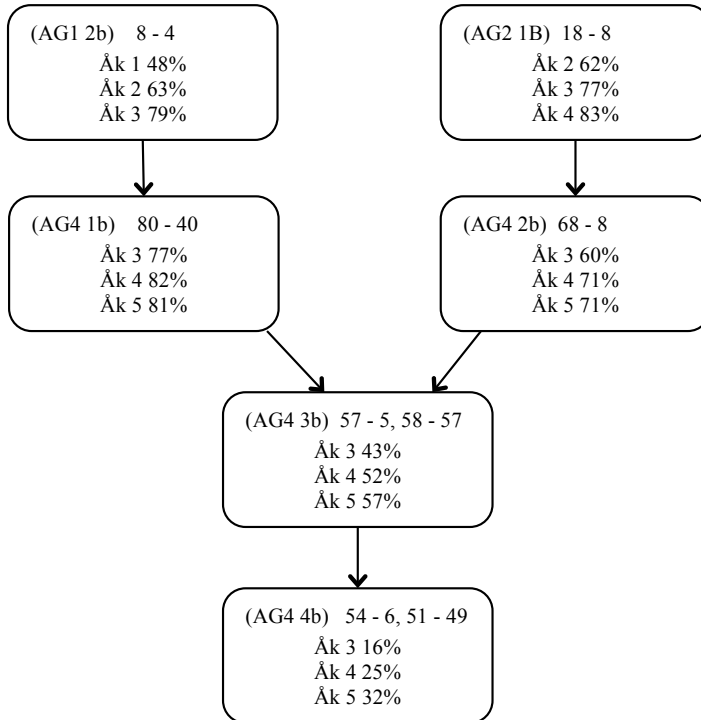 (AG1 2b) 8 - 4
Åk 1 48%
Åk 2 63%
Åk 3 79%
(AG2 1B) 18 - 8
Åk 2 62%
Åk 3 77%
Åk 4 83%
(AG4 1b) 80 - 40
Åk 3 77%
Åk 4 82%
Åk 5 81%
(AG4 2b) 68 - 8
Åk 3 60%
Åk 4 71%
Åk 5 71%
(AG4 3b) 57 - 5, 58 - 57
Åk 3 43%
Åk 4 52%
Åk 5 57%
(AG4 4b) 54 - 6, 51 - 49
Åk 3 16%
Åk 4 25%
Åk 5 32%